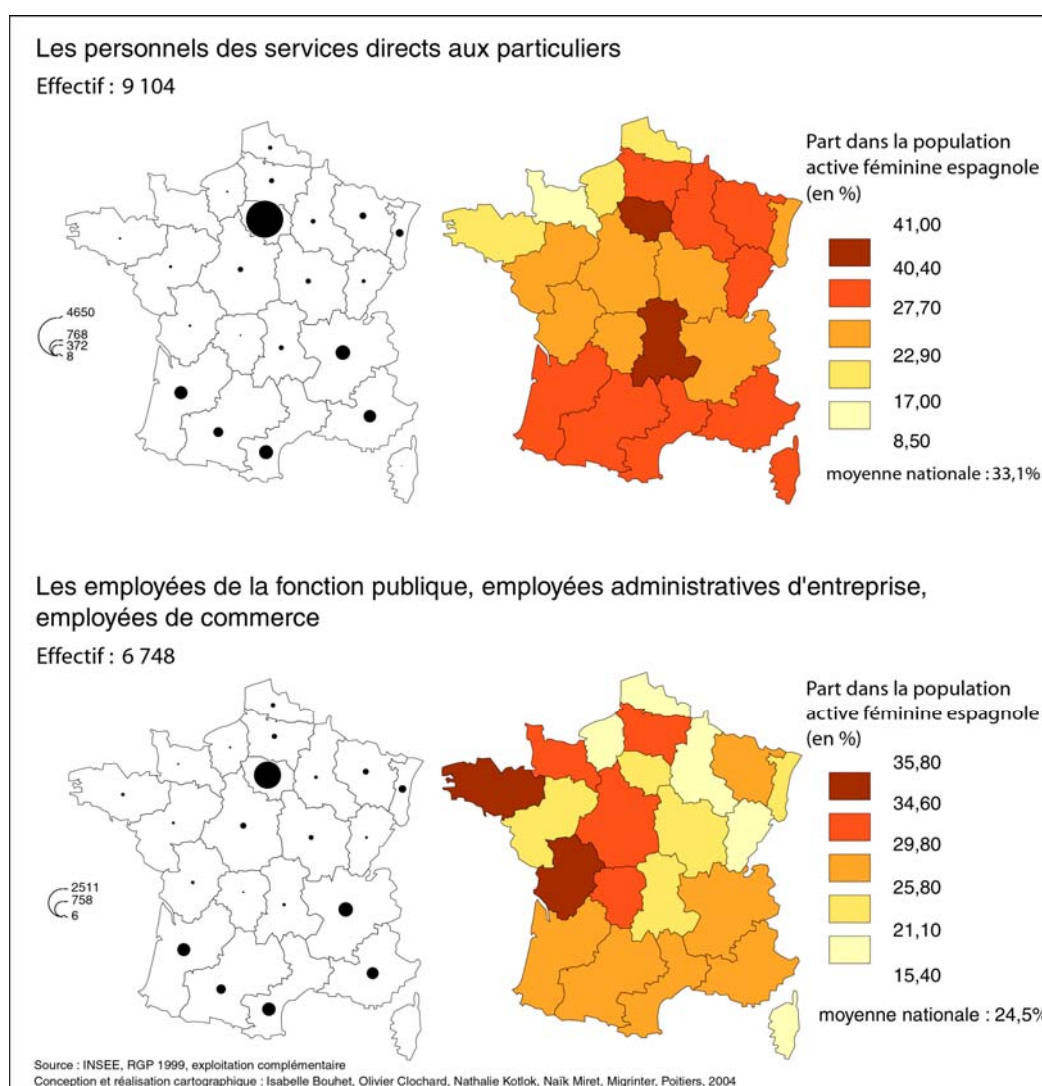 Les personnels des services directs aux particuliers
Effectif : 9 104
Part dans la population
active féminine espagnole
(en %)
41,00
40,40
27,70
22,90
17,00
8,50
moyenne nationale : 33,1%
4650
768
372
8
Les employées de la fonction publique, employées administratives d'entreprise,
employées de commerce
Effectif : 6 748
Part dans la population
active féminine espagnole
(en %)
35,80
34,60
29,80
25,80
21,10
15,40
moyenne nationale : 24,5%
2511
758
6
Source : INSEE, RGP 1999, exploitation complémentaire
Conception et réalisation cartographique : Isabelle Bouhet, Olivier Clochard, Nathalie Kotlok, Naïk Miret, Migrinter, Poitiers, 2004